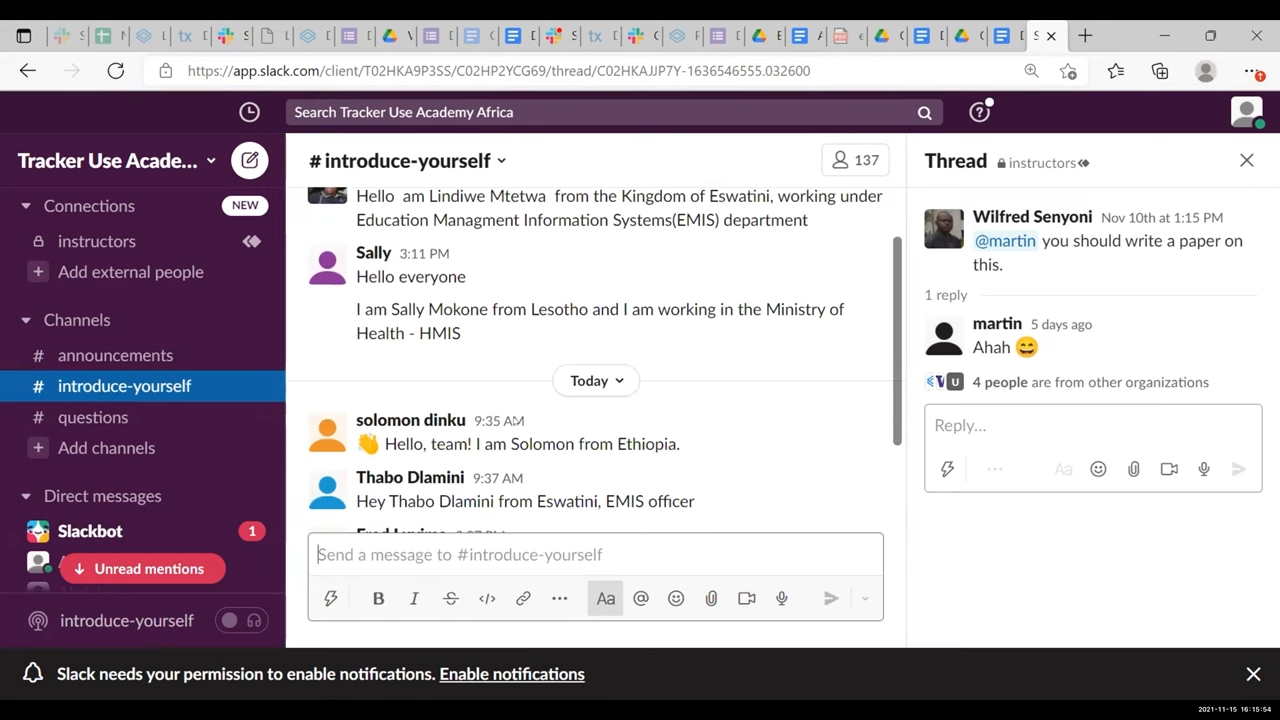 https://app.slack.com/client/T02HKA9P3SS/C02HP2YCG69/thread/C02HKAJJP7Y-1636546555.032600
Search Tracker Use Academy Africa
Tracker Use Acade...
Connections
NEW
instructors
Add external people
Channels
# announcements
# introduce-yourself
# questions
Add channels
Direct messages
Slackbot
1
Unread mentions
introduce-yourself
# introduce-yourself
137
Hello am Lindiwe Mtetwa from the Kingdom of Eswatini, working under
Education Managment Information Systems(EMIS) department
Sally 3:11 PM
Hello everyone
I am Sally Mokone from Lesotho and I am working in the Ministry of
Health - HMIS
Today
solomon dinku 9:35 AM
👋 Hello, team! I am Solomon from Ethiopia.
Thabo Dlamini 9:37 AM
Hey Thabo Dlamini from Eswatini, EMIS officer
Send a message to #introduce-yourself
Aa
Thread
instructors
Wilfred Senyoni Nov 10th at 1:15 PM
@martin you should write a paper on
this.
1 reply
martin 5 days ago
Ahah 😄
U
4 people are from other organizations
Reply...
Aa
Slack needs your permission to enable notifications. Enable notifications
2021-11-15 16:15:54